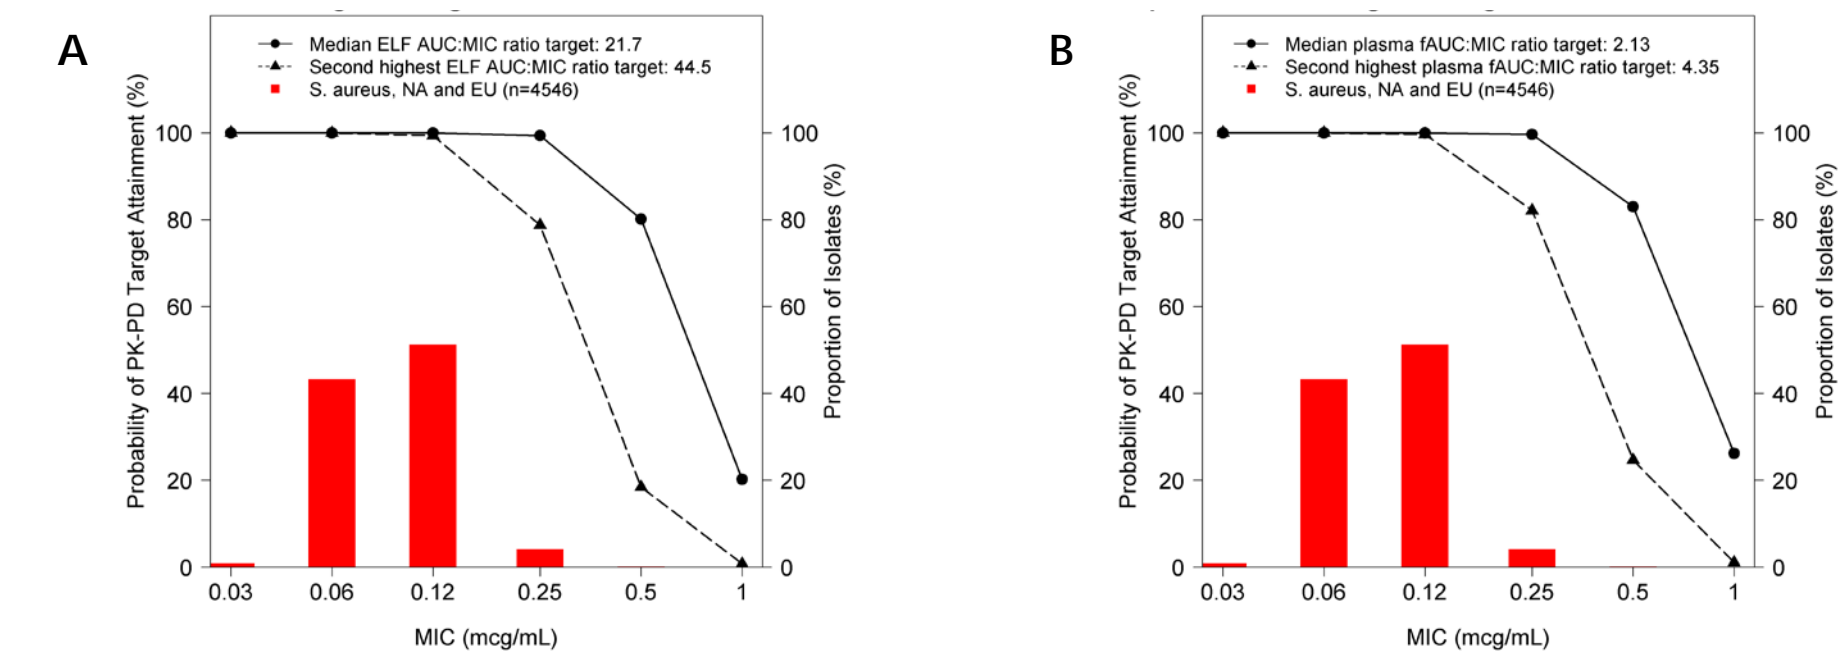 A
Median ELF AUC:MIC ratio target: 21.7
Second highest ELF AUC:MIC ratio target: 44.5
S. aureus, NA and EU (n=4546)
Probability of PK-PD Target Attainment (%)
100
80
60
40
20
0
100
80
60
40
20
0
Proportion of Isolates (%)
0.03 0.06 0.12 0.25 0.5 1
MIC (mcg/mL)
B
Median plasma fAUC:MIC ratio target: 2.13
Second highest plasma fAUC:MIC ratio target: 4.35
S. aureus, NA and EU (n=4546)
Probability of PK-PD Target Attainment (%)
100
80
60
40
20
0
100
80
60
40
20
0
Proportion of Isolates (%)
0.03 0.06 0.12 0.25 0.5 1
MIC (mcg/mL)